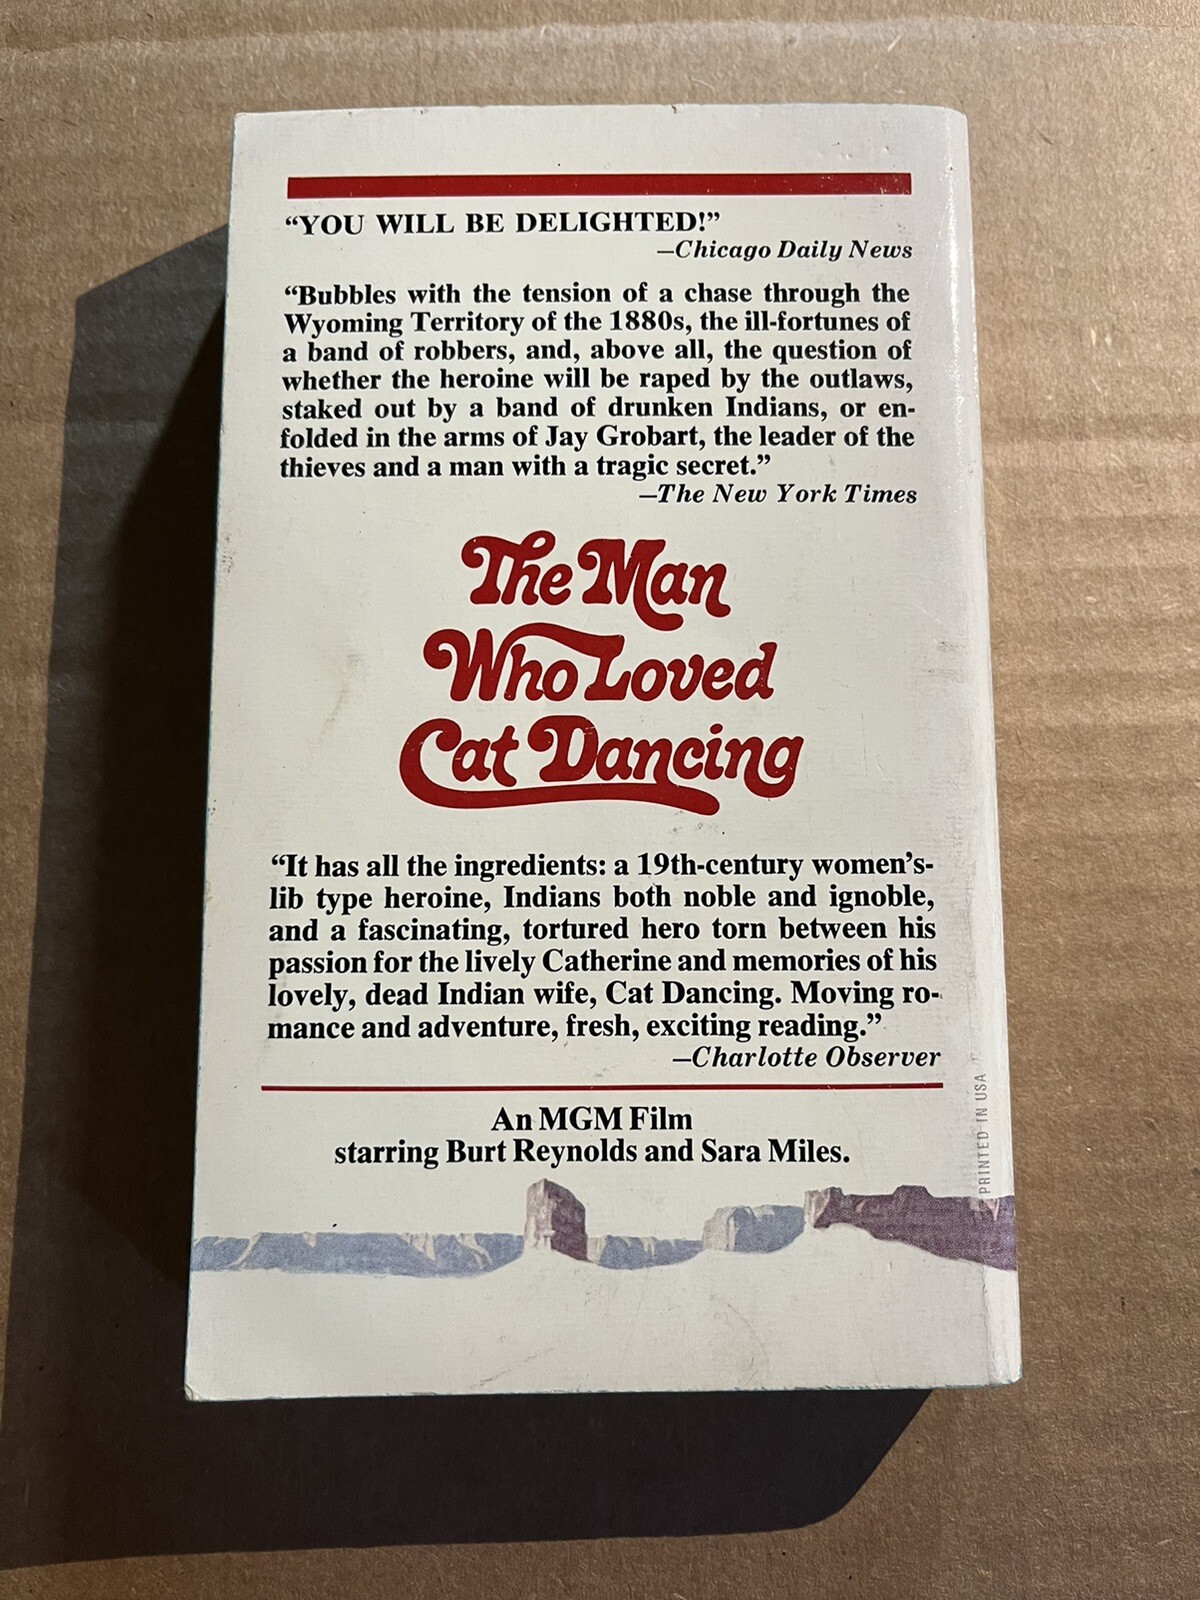 “YOU WILL BE DELIGHTED!”
—Chicago Daily News
“Bubbles with the tension of a chase through the
Wyoming Territory of the 1880s, the ill-fortunes of
a band of robbers, and, above all, the question of
whether the heroine will be raped by the outlaws,
staked out by a band of drunken Indians, or en-
folded in the arms of Jay Grobart, the leader of the
thieves and a man with a tragic secret.”
—The New York Times
The Man
Who Loved
Cat Dancing
“It has all the ingredients: a 19th-century women’s-
lib type heroine, Indians both noble and ignoble,
and a fascinating, tortured hero torn between his
passion for the lively Catherine and memories of his
lovely, dead Indian wife, Cat Dancing. Moving ro-
mance and adventure, fresh, exciting reading.”
—Charlotte Observer
An MGM Film
starring Burt Reynolds and Sara Miles.
PRINTED IN USA